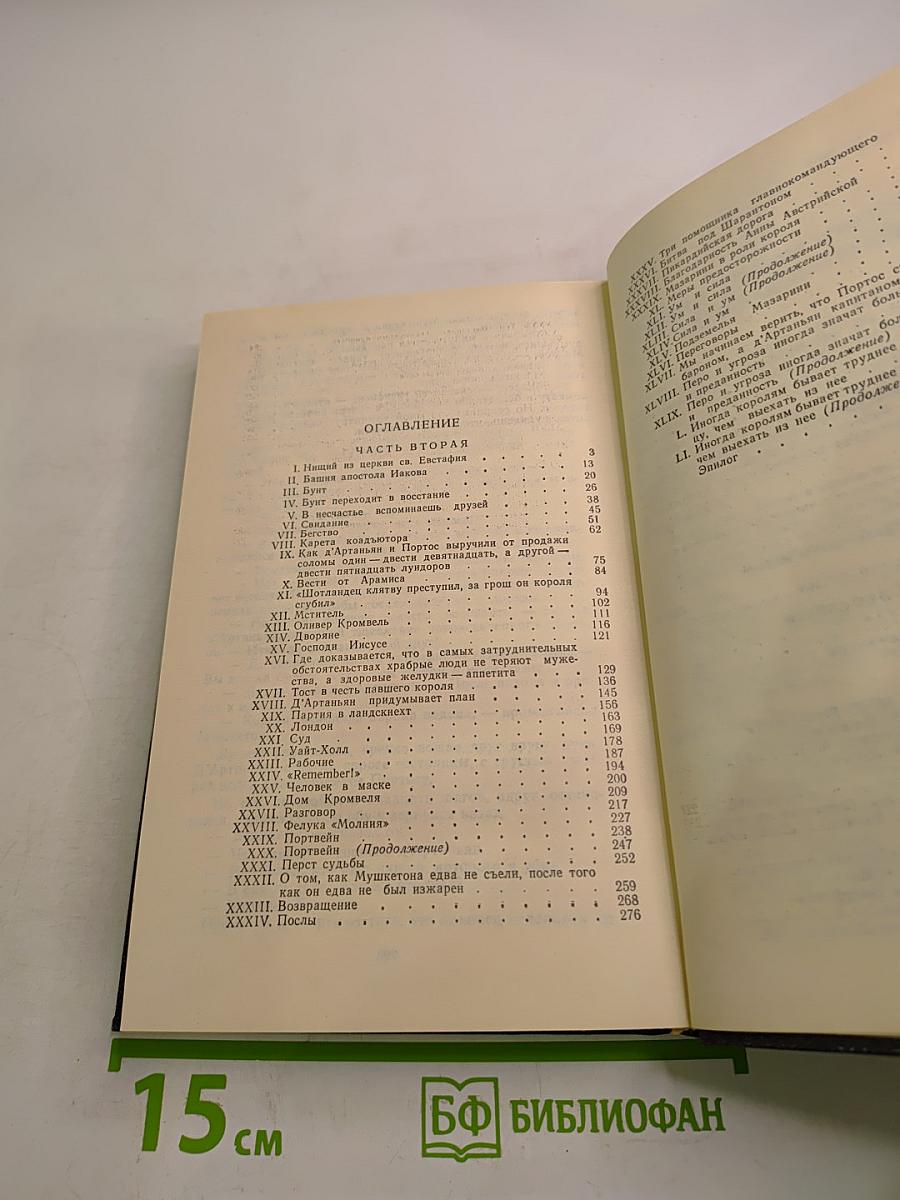 ОГЛАВЛЕНИЕ
ЧАСТЬ ВТОРАЯ
I. Нищий из церкви св. Евстафия . . . . . 3
II. Башня апостола Иакова . . . . . . 13
III. Бунт . . . . . . . . . 20
IV. Бунт переходит в восстание . . . . . 26
V. В несчастье вспоминаешь друзей . . . . 38
VI. Свидание . . . . . . . . 45
VII. Бегство . . . . . . . . 51
VIII. Карета коадъютора . . . . . . 62
IX. Как д'Артаньян и Портос выручили от продажи
соломы один — двести девятнадцать, а другой —
двести пятнадцать луидоров . . . . . 75
X. Вести от Арамиса . . . . . . 84
XI. «Шотландец клятву преступил, за грош он короля
сгубил» . . . . . . . . 94
XII. Мститель . . . . . . . . 102
XIII. Оливер Кромвель . . . . . . 111
XIV. Дворяне . . . . . . . . 116
XV. Господи Иисусе . . . . . . . 121
XVI. Где доказывается, что в самых затруднительных
обстоятельствах храбрые люди не теряют муже-
ства, а здоровые желудки — аппетита . . . 129
XVII. Тост в честь павшего короля . . . . . 136
XVIII. Д'Артаньян придумывает план . . . . . 145
XIX. Партия в ландскнехт . . . . . . 156
XX. Лондон . . . . . . . . 163
XXI. Суд . . . . . . . . . 169
XXII. Уайт-Холл . . . . . . . . 178
XXIII. Рабочие . . . . . . . . 187
XXIV. «Remember!» . . . . . . . 194
XXV. Человек в маске . . . . . . . 200
XXVI. Дом Кромвеля . . . . . . . 209
XXVII. Разговор . . . . . . . . 217
XXVIII. Фелука «Молния» . . . . . . . 227
XXIX. Портвейн . . . . . . . . 238
XXX. Портвейн (Продолжение) . . . . . 247
XXXI. Перст судьбы . . . . . . . 252
XXXII. О том, как Мушкетона едва не съели, после того
как он едва не был изжарен . . . . . 259
XXXIII. Возвращение . . . . . . . 268
XXXIV. Послы . . . . . . . . 276
XXXV. Три помощника главнокомандующего
XXXVI. Битва под Шарантоном . . .
XXXVII. Пикардийская дорога . . .
XXXVIII. Благодарность Анны Австрийской
XXXIX. Мазарини в роли короля . . .
XL. Меры предосторожности . . .
XLI. Ум и сила . . .
XLII. Ум и сила (Продолжение)
XLIII. Сила и ум (Продолжение)
XLIV. Сила и ум
XLV. Подземелья Мазарини . . .
XLVI. Переговоры . . .
XLVII. Мы начинаем верить, что Портос с
бароном, а д'Артаньян капитаном
XLVIII. Перо и угроза иногда значат боль
и преданность . . .
XLIX. Перо и угроза иногда значат бол
и преданность (Продолжение)
L. Иногда королям бывает труднее
цу, чем выехать из нее . . .
LI. Иногда королям бывает труднее
чем выехать из нее (Продолже
Эпилог . . . . .
15 см
БФ БИБЛИОФАН